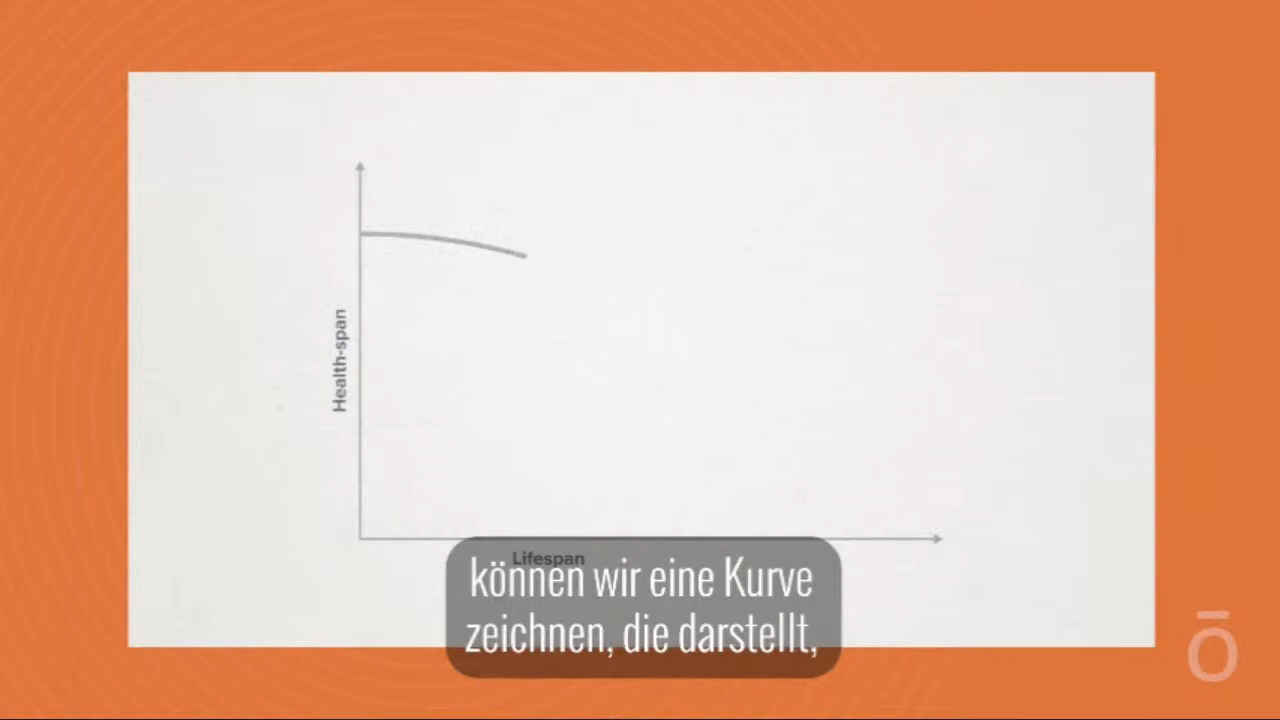 Health-span
Lifespan
können wir eine Kurve
zeichnen, die darstellt,
ō